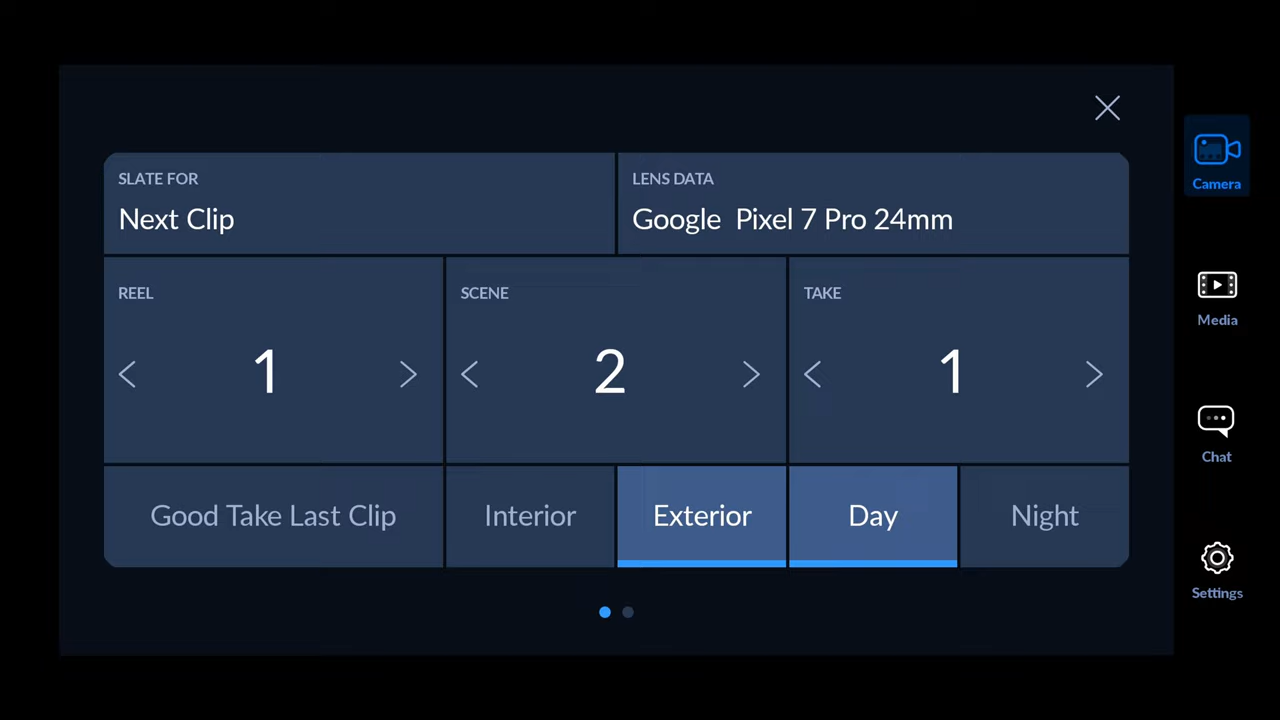 SLATE FOR
Next Clip
LENS DATA
Google Pixel 7 Pro 24mm
REEL
1
SCENE
2
TAKE
1
Good Take Last Clip
Interior
Exterior
Day
Night
Camera
Media
Chat
Settings